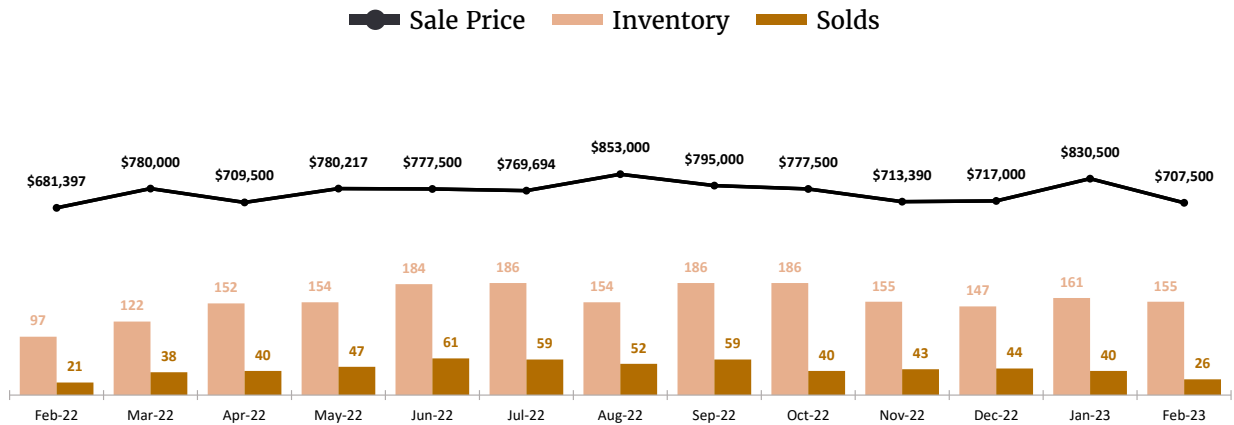 Sale Price Inventory Solds
$681,397 $780,000 $709,500 $780,217 $777,500 $769,694 $853,000 $795,000 $777,500 $713,390 $717,000 $830,500 $707,500
97 122 152 154 184 186 154 186 186 155 147 161 155
21 38 40 47 61 59 52 59 40 43 44 40 26
Feb-22 Mar-22 Apr-22 May-22 Jun-22 Jul-22 Aug-22 Sep-22 Oct-22 Nov-22 Dec-22 Jan-23 Feb-23